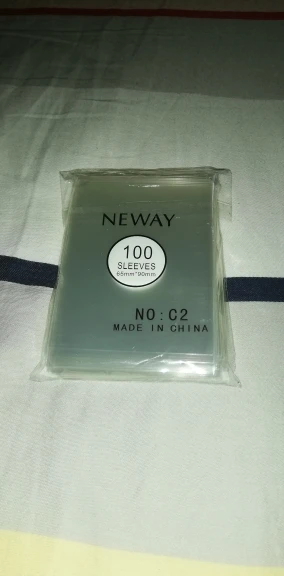 NEWAY
100
SLEEVES
65mm*90mm
NO: C2
MADE IN CHINA